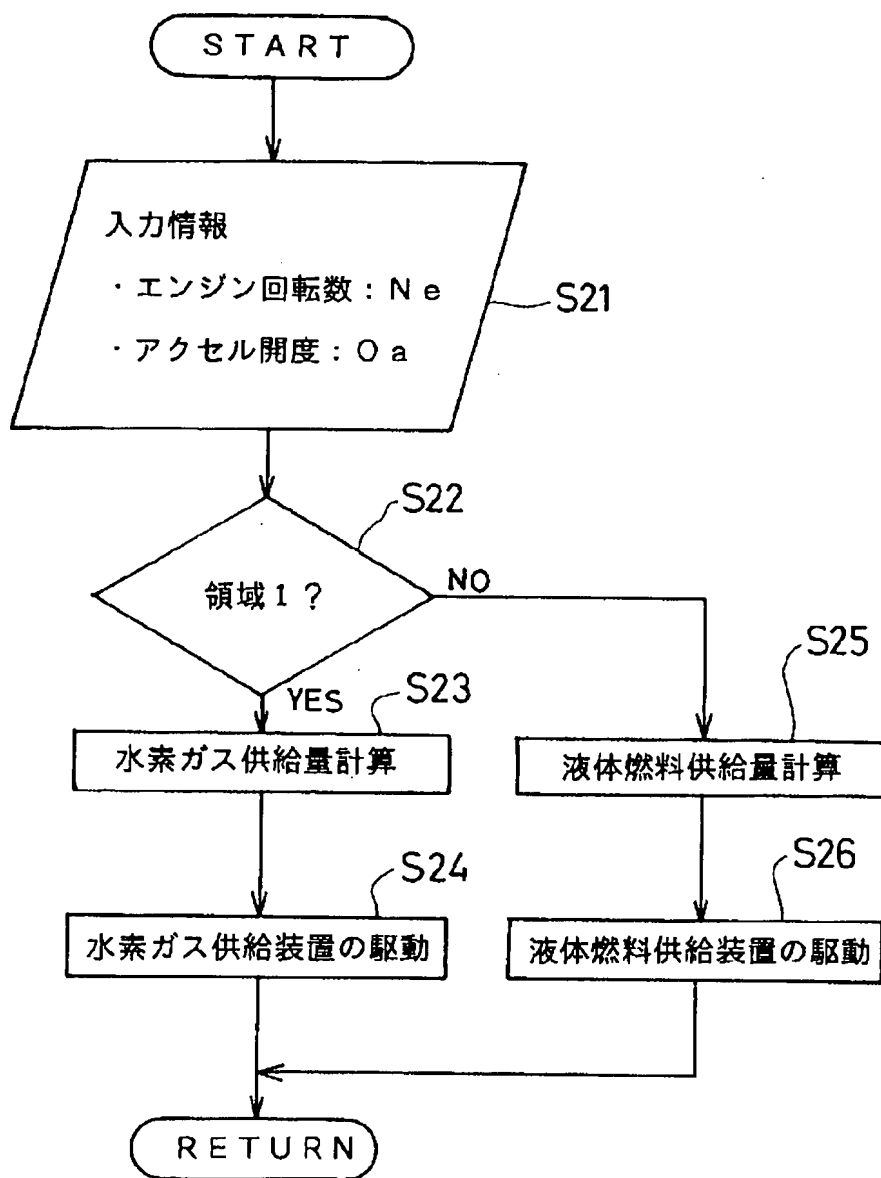 START
入力情報
・エンジン回転数：Ｎｅ
・アクセル開度：Ｏａ
S21
S22
領域１？
NO
YES
S23
水素ガス供給量計算
S25
液体燃料供給量計算
S24
水素ガス供給装置の駆動
S26
液体燃料供給装置の駆動
RETURN